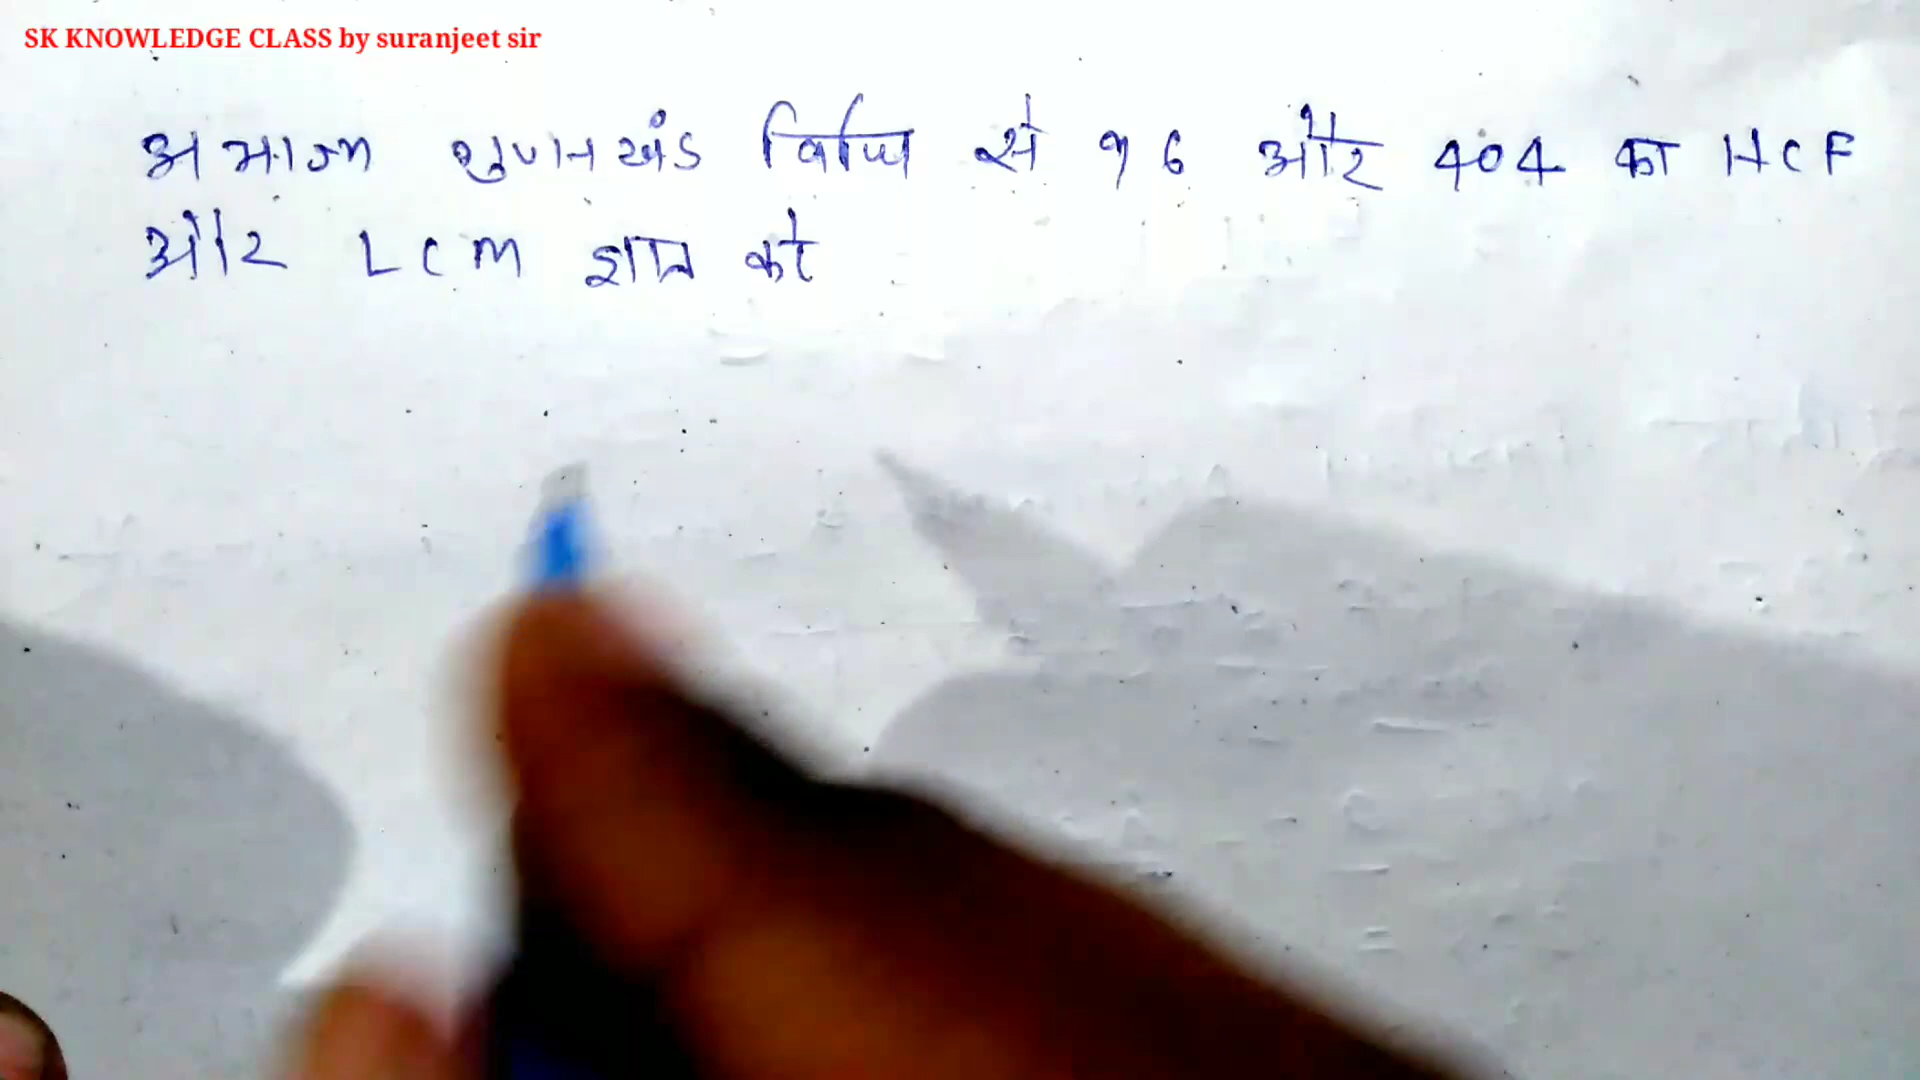 SK KNOWLEDGE CLASS by suranjeet sir
अभाज्य गुणनखंड विधि से 96 और 404 का HCF
और LCM ज्ञात करे